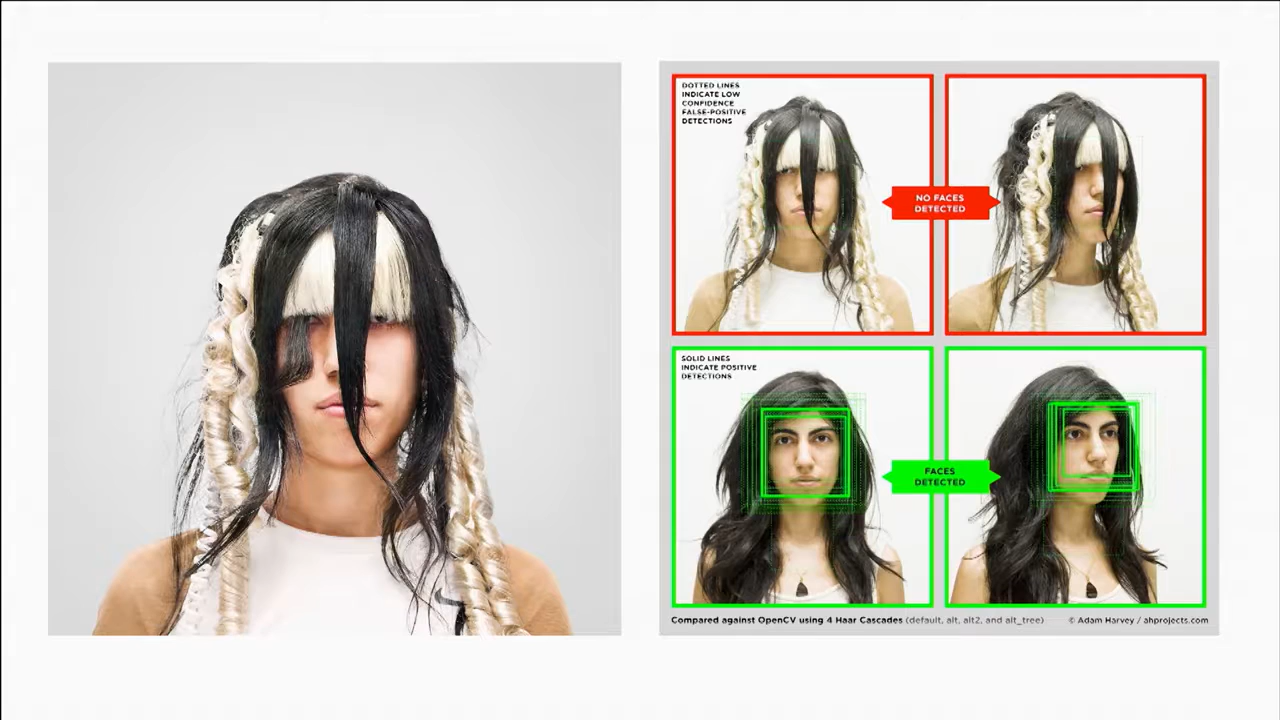 DOTTED LINES
INDICATE LOW
CONFIDENCE
FALSE-POSITIVE
DETECTIONS
NO FACES
DETECTED
SOLID LINES
INDICATE POSITIVE
DETECTIONS
FACES
DETECTED
Compared against OpenCV using 4 Haar Cascades (default, alt, alt2, and alt_tree)
© Adam Harvey / ahprojects.com